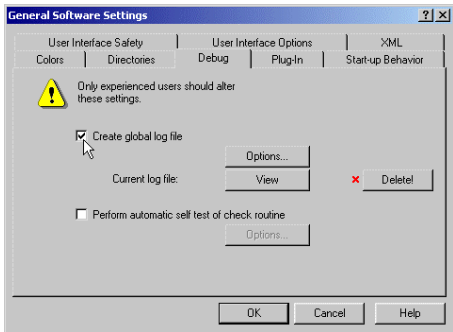 General Software Settings
User Interface Safety
User Interface Options
XML
Colors
Directories
Debug
Plug-In
Start-up Behavior
Only experienced users should alter
these settings.
Create global log file
Options...
Current log file:
View
Delete!
Perform automatic self test of check routine
Options...
OK
Cancel
Help